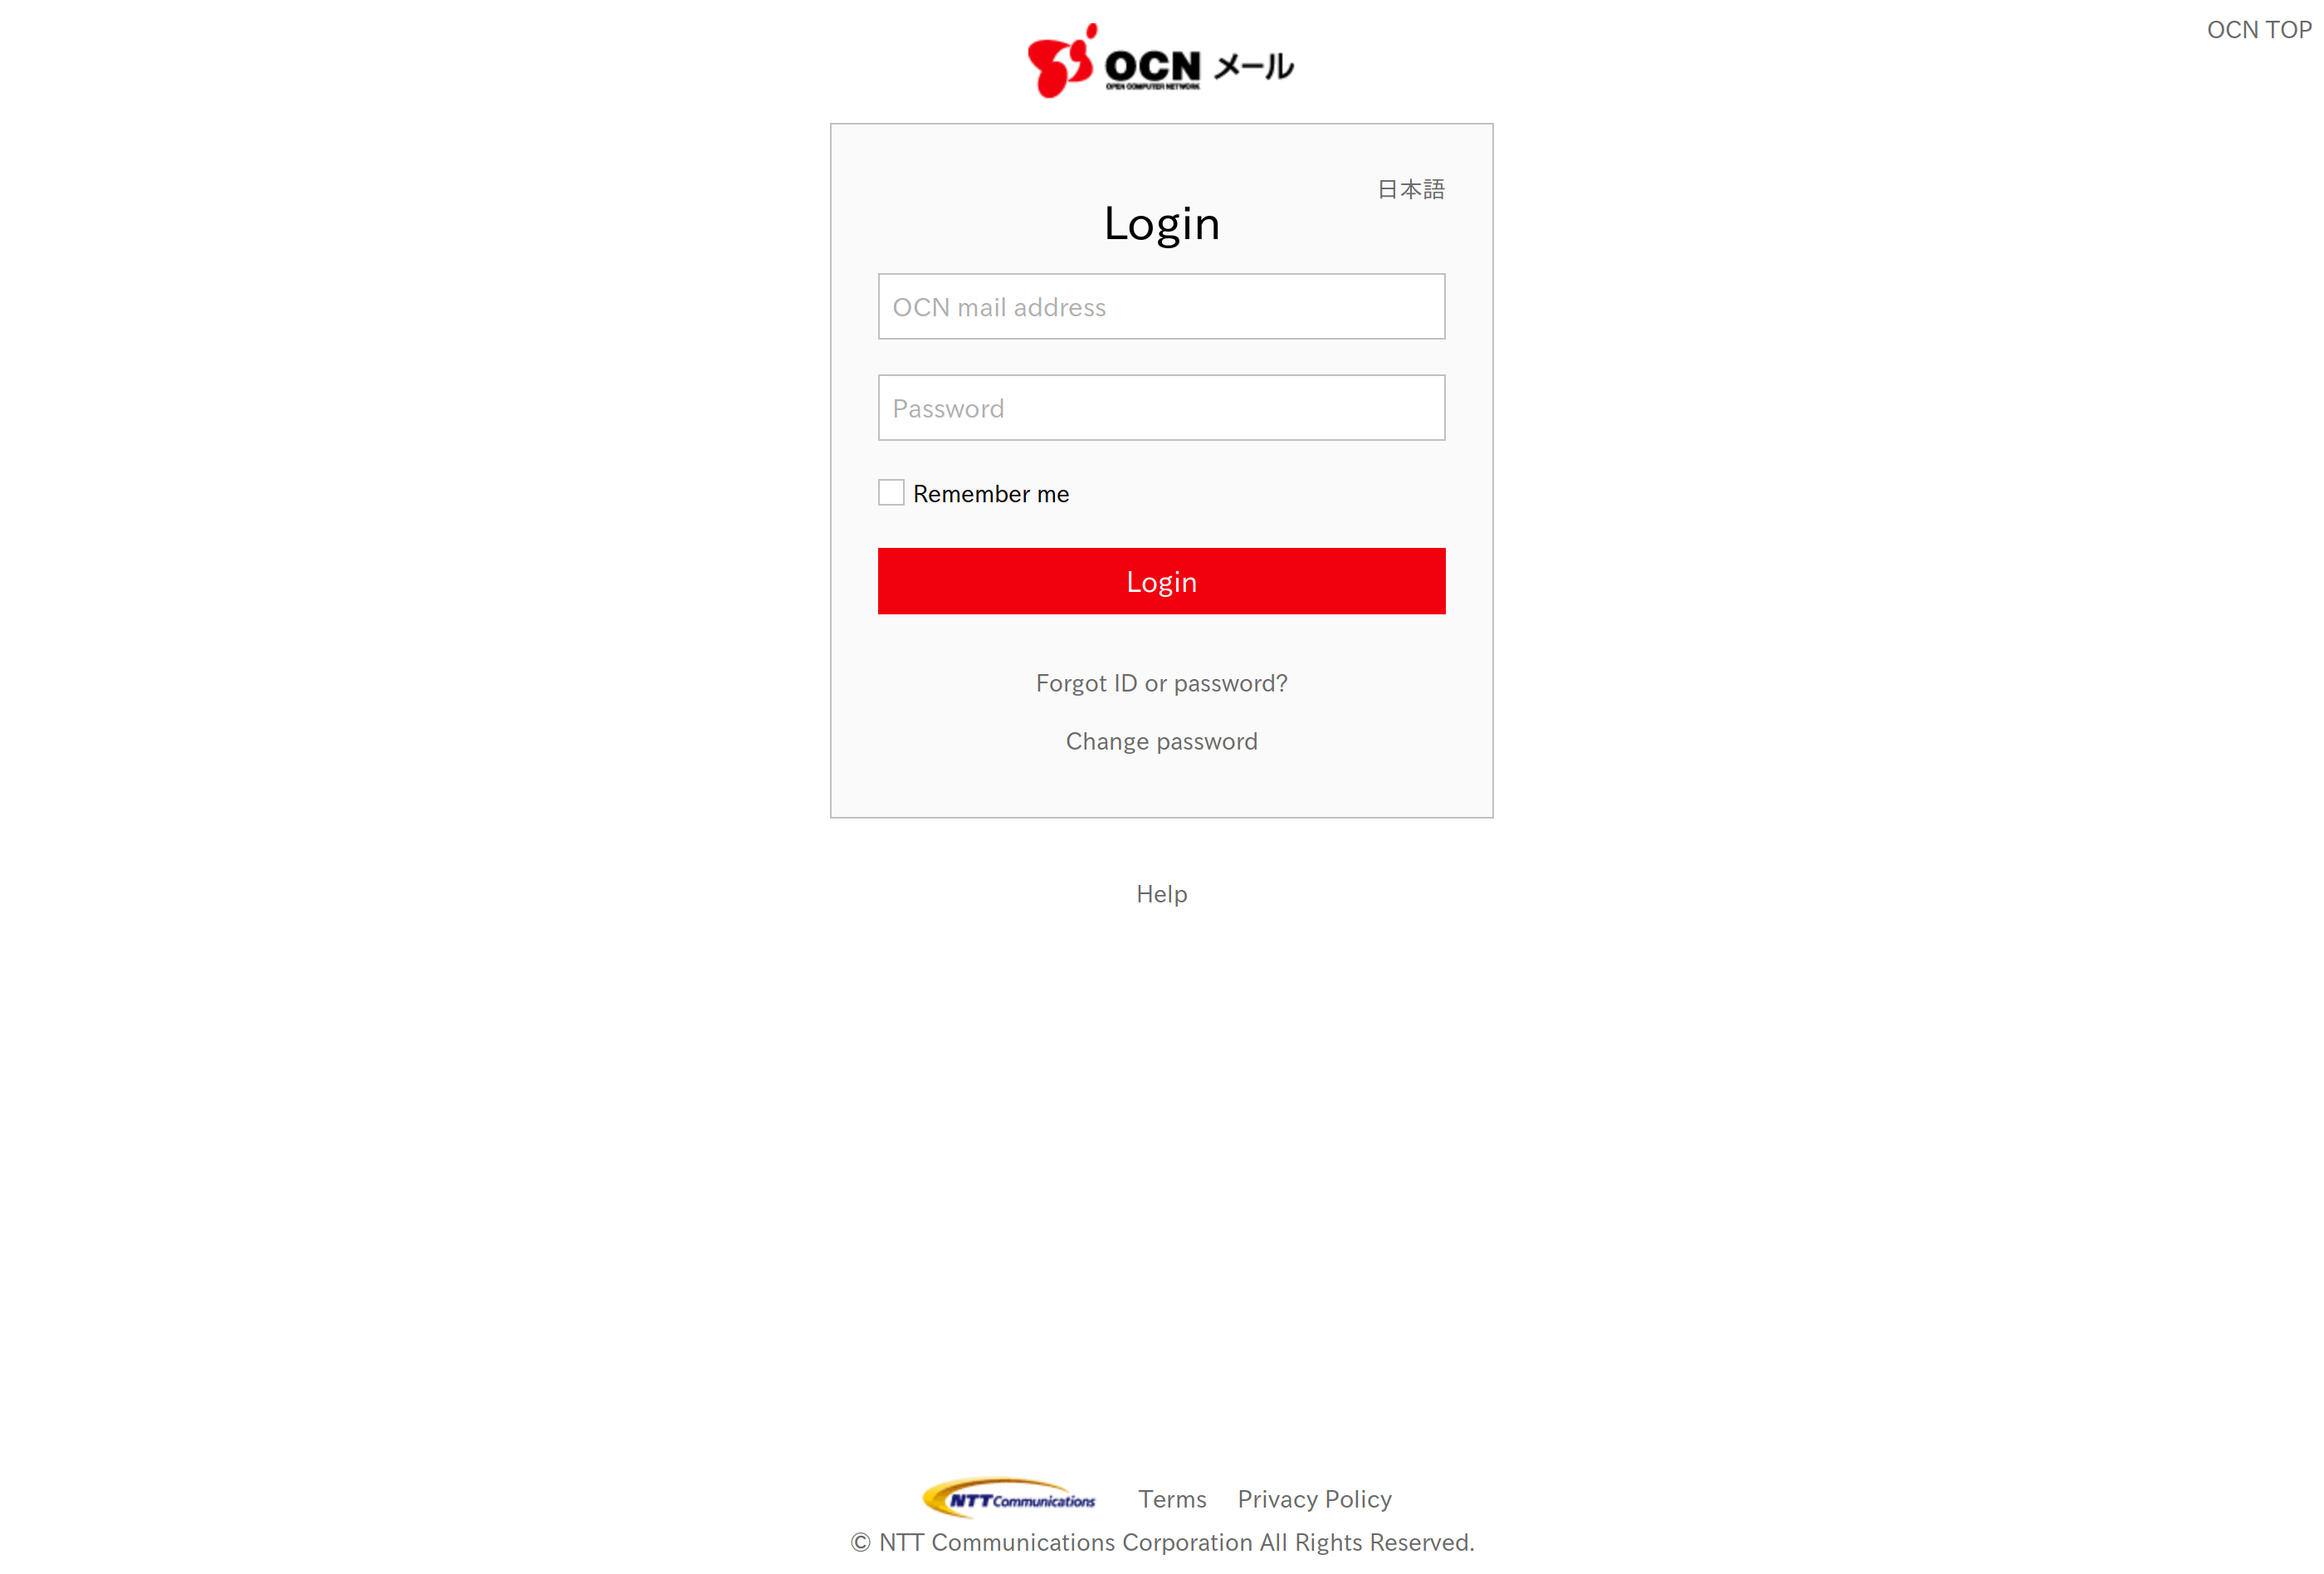 OCN TOP
OCN メール
OPEN COMPUTER NETWORK
日本語
Login
OCN mail address
Password
Remember me
Login
Forgot ID or password?
Change password
Help
NTT Communications Terms Privacy Policy
© NTT Communications Corporation All Rights Reserved.